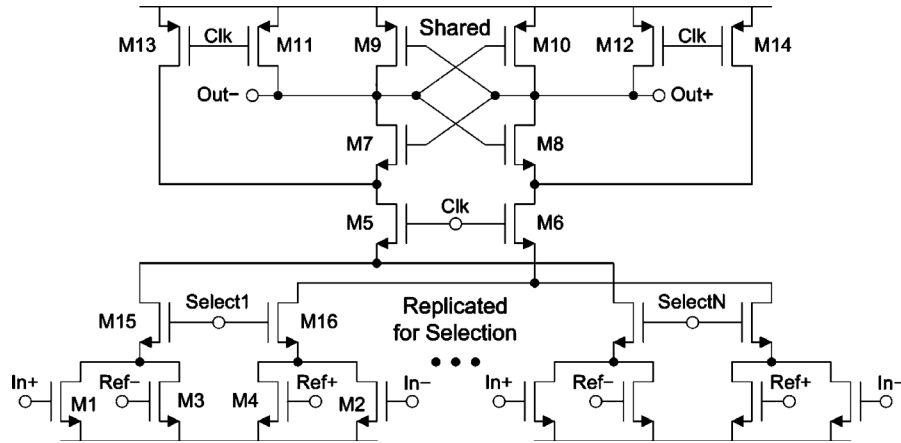 M13
Clk
M11
M9
Shared
M10
M12
Clk
M14
Out−
Out+
M7
M8
M5
Clk
M6
M15
Select1
M16
Replicated
for Selection
SelectN
In+
M1
Ref−
M3
M4
Ref+
M2
In−
In+
Ref−
Ref+
In−